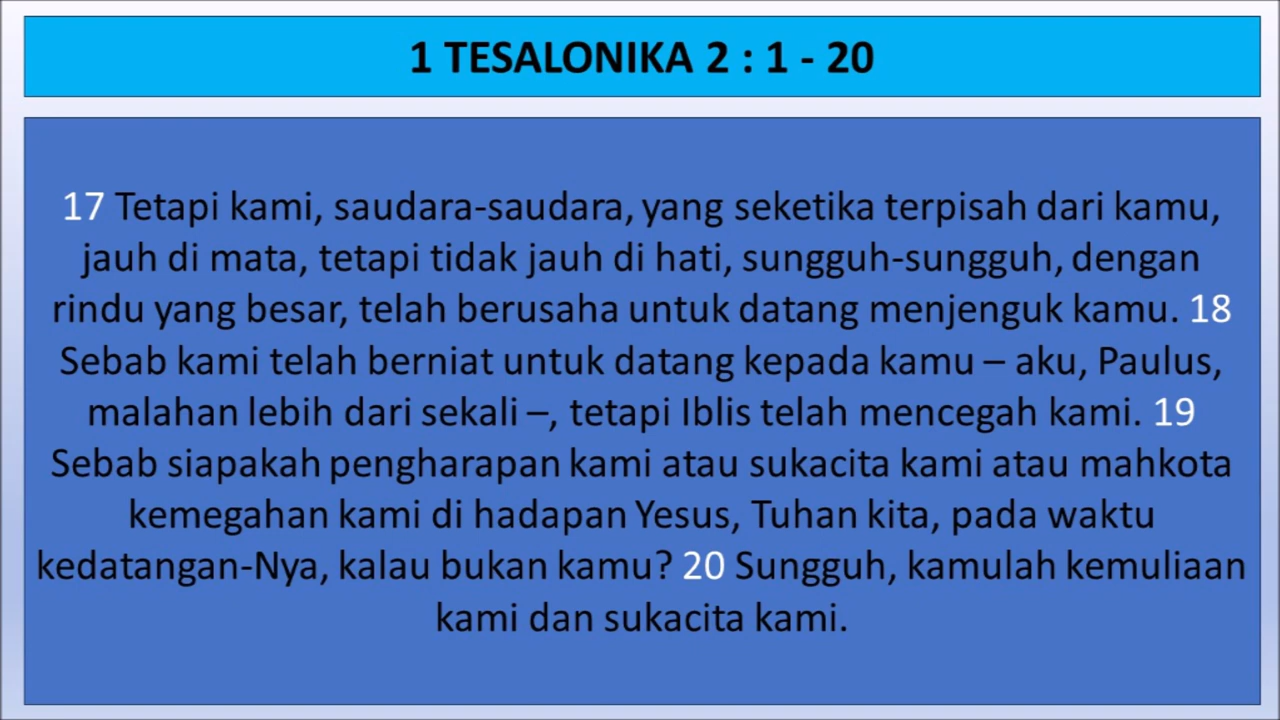 1 TESALONIKA 2 : 1 - 20
17 Tetapi kami, saudara-saudara, yang seketika terpisah dari kamu,
jauh di mata, tetapi tidak jauh di hati, sungguh-sungguh, dengan
rindu yang besar, telah berusaha untuk datang menjenguk kamu. 18
Sebab kami telah berniat untuk datang kepada kamu – aku, Paulus,
malahan lebih dari sekali –, tetapi Iblis telah mencegah kami. 19
Sebab siapakah pengharapan kami atau sukacita kami atau mahkota
kemegahan kami di hadapan Yesus, Tuhan kita, pada waktu
kedatangan-Nya, kalau bukan kamu? 20 Sungguh, kamulah kemuliaan
kami dan sukacita kami.